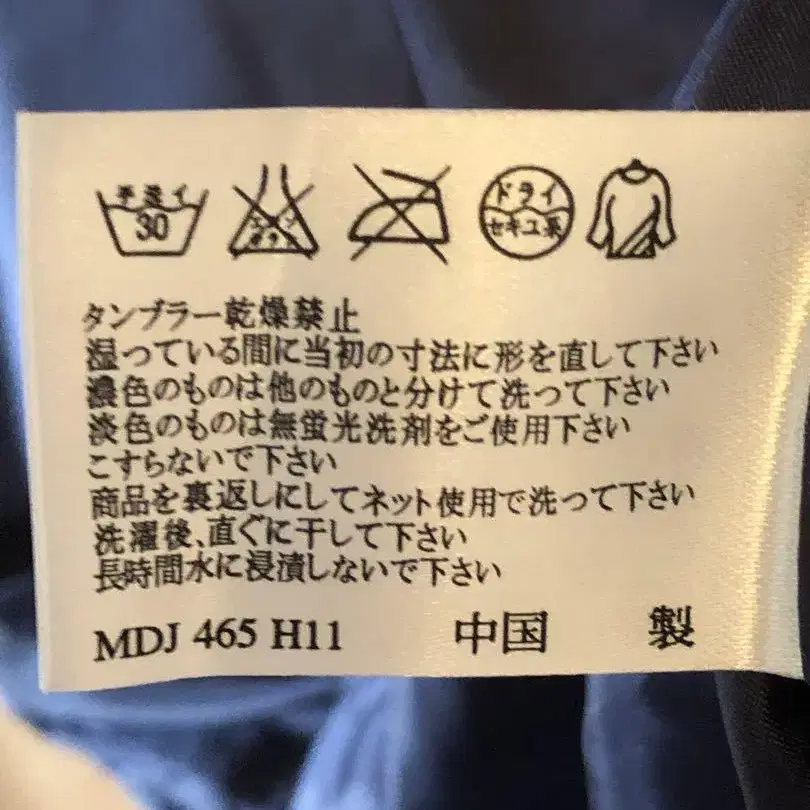 手洗イ
30
エンソ
サラシ
ドライ
セキユ系
タンブラー乾燥禁止
湿っている間に当初の寸法に形を直して下さい
濃色のものは他のものと分けて洗って下さい
淡色のものは無蛍光洗剤をご使用下さい
こすらないで下さい
商品を裏返しにしてネット使用で洗って下さい
洗濯後、直ぐに干して下さい
長時間水に浸漬しないで下さい
MDJ 465 H11 中国 製